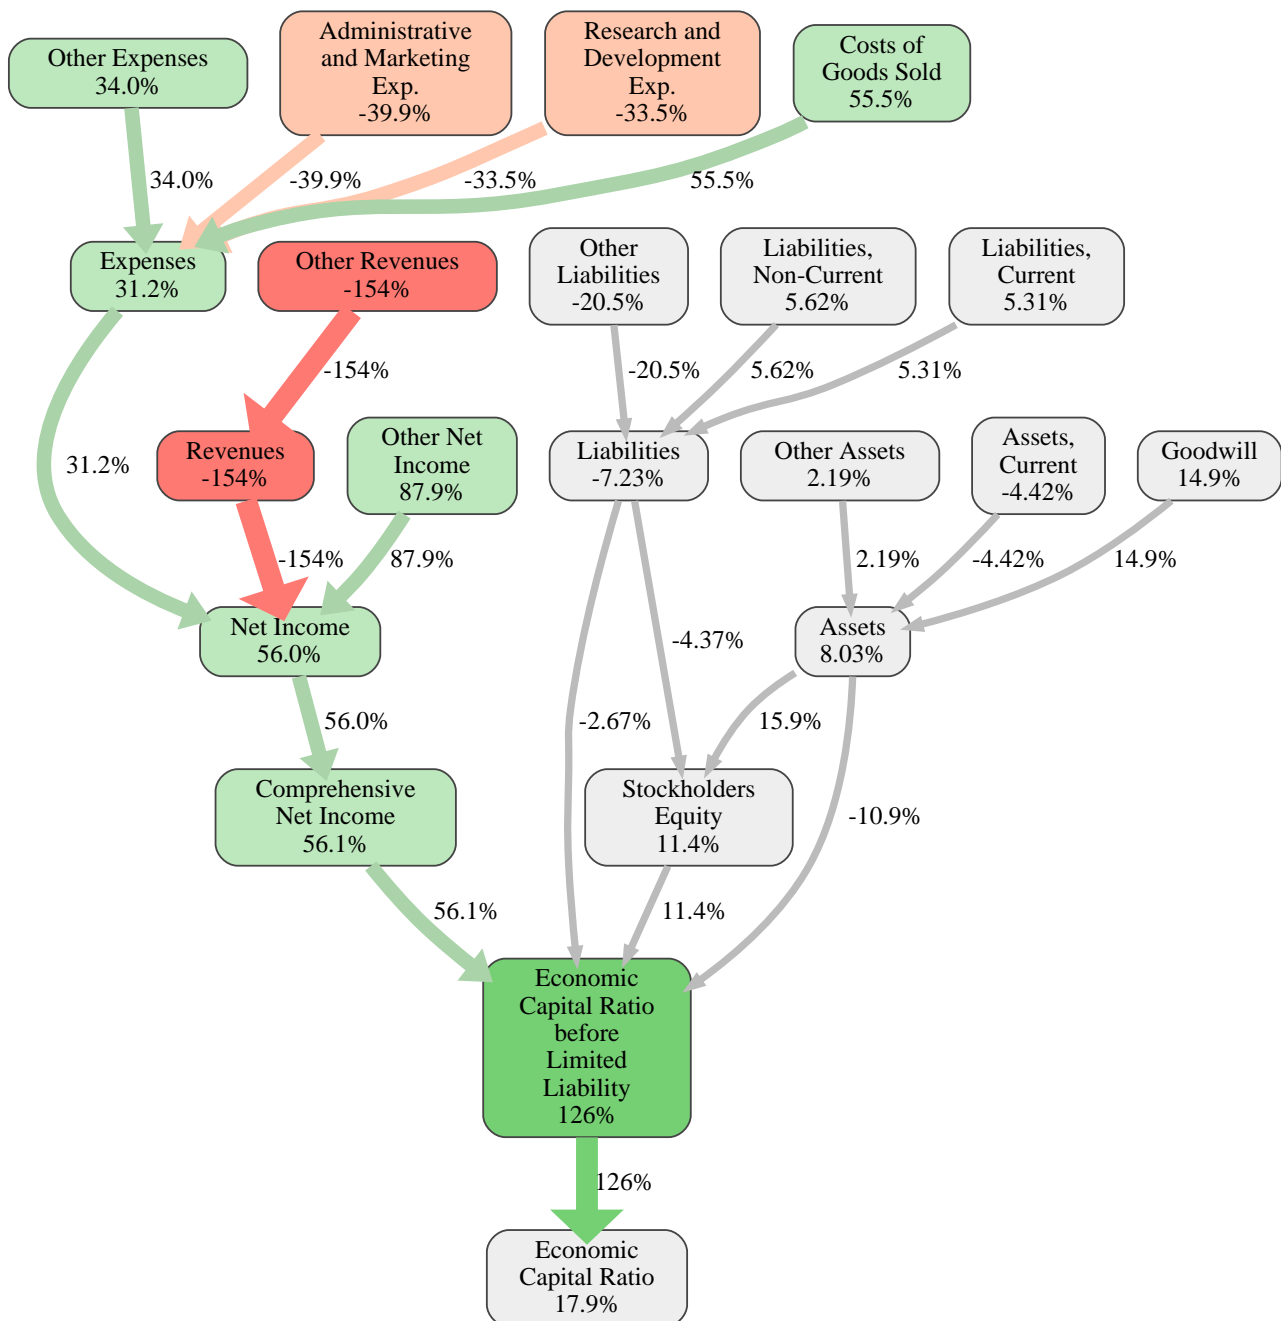 Other Expenses
34.0%
Administrative
and Marketing
Exp.
-39.9%
Research and
Development
Exp.
-33.5%
Costs of
Goods Sold
55.5%
34.0%
-39.9%
-33.5%
55.5%
Expenses
31.2%
Other Revenues
-154%
Other
Liabilities
-20.5%
Liabilities,
Non-Current
5.62%
Liabilities,
Current
5.31%
-154%
-20.5%
5.62%
5.31%
31.2%
Revenues
-154%
Other Net
Income
87.9%
Liabilities
-7.23%
Other Assets
2.19%
Assets,
Current
-4.42%
Goodwill
14.9%
-154%
87.9%
2.19%
-4.42%
14.9%
Net Income
56.0%
-4.37%
Assets
8.03%
56.0%
-2.67%
15.9%
Comprehensive
Net Income
56.1%
Stockholders
Equity
11.4%
-10.9%
56.1%
11.4%
Economic
Capital Ratio
before
Limited
Liability
126%
126%
Economic
Capital Ratio
17.9%